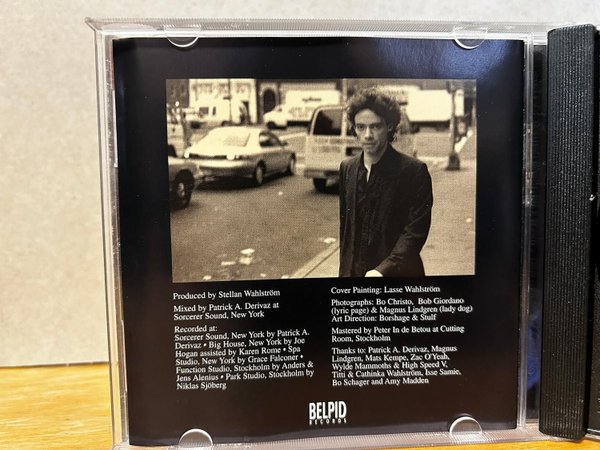 Produced by Stellan Wahlström
Mixed by Patrick A. Derivaz at
Sorcerer Sound, New York
Recorded at:
Sorcerer Sound, New York by Patrick A.
Derivaz • Big House, New York by Joe
Hogan assisted by Karen Rome • Spa
Studio, New York by Grace Falconer •
Function Studio, Stockholm by Anders &
Jens Alenius • Park Studio, Stockholm by
Niklas Sjöberg
Cover Painting: Lasse Wahlström
Photographs: Bo Christo, Bob Giordano
(lyric page) & Magnus Lindgren (lady dog)
Art Direction: Borshage & Stulf
Mastered by Peter In de Betou at Cutting
Room, Stockholm
Thanks to: Patrick A. Derivaz, Magnus
Lindgren, Mats Kempe, Zac O'Yeah,
Wylde Mammoths & High Speed V,
Titti & Cathinka Wahlström, Isse Samie,
Bo Schager and Amy Madden
BELPID
RECORDS